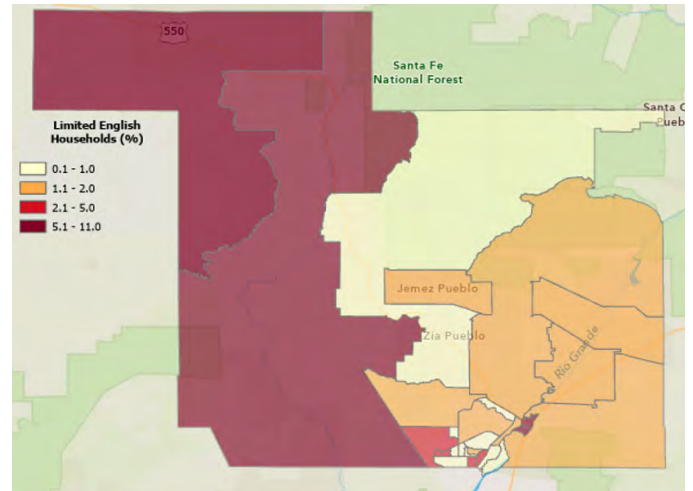 550
Santa Fe
National Forest
Santa
Pueb
Limited English
Households (%)
0.1 - 1.0
1.1 - 2.0
2.1 - 5.0
5.1 - 11.0
Jemez Pueblo
Zia Pueblo
Rio Grande